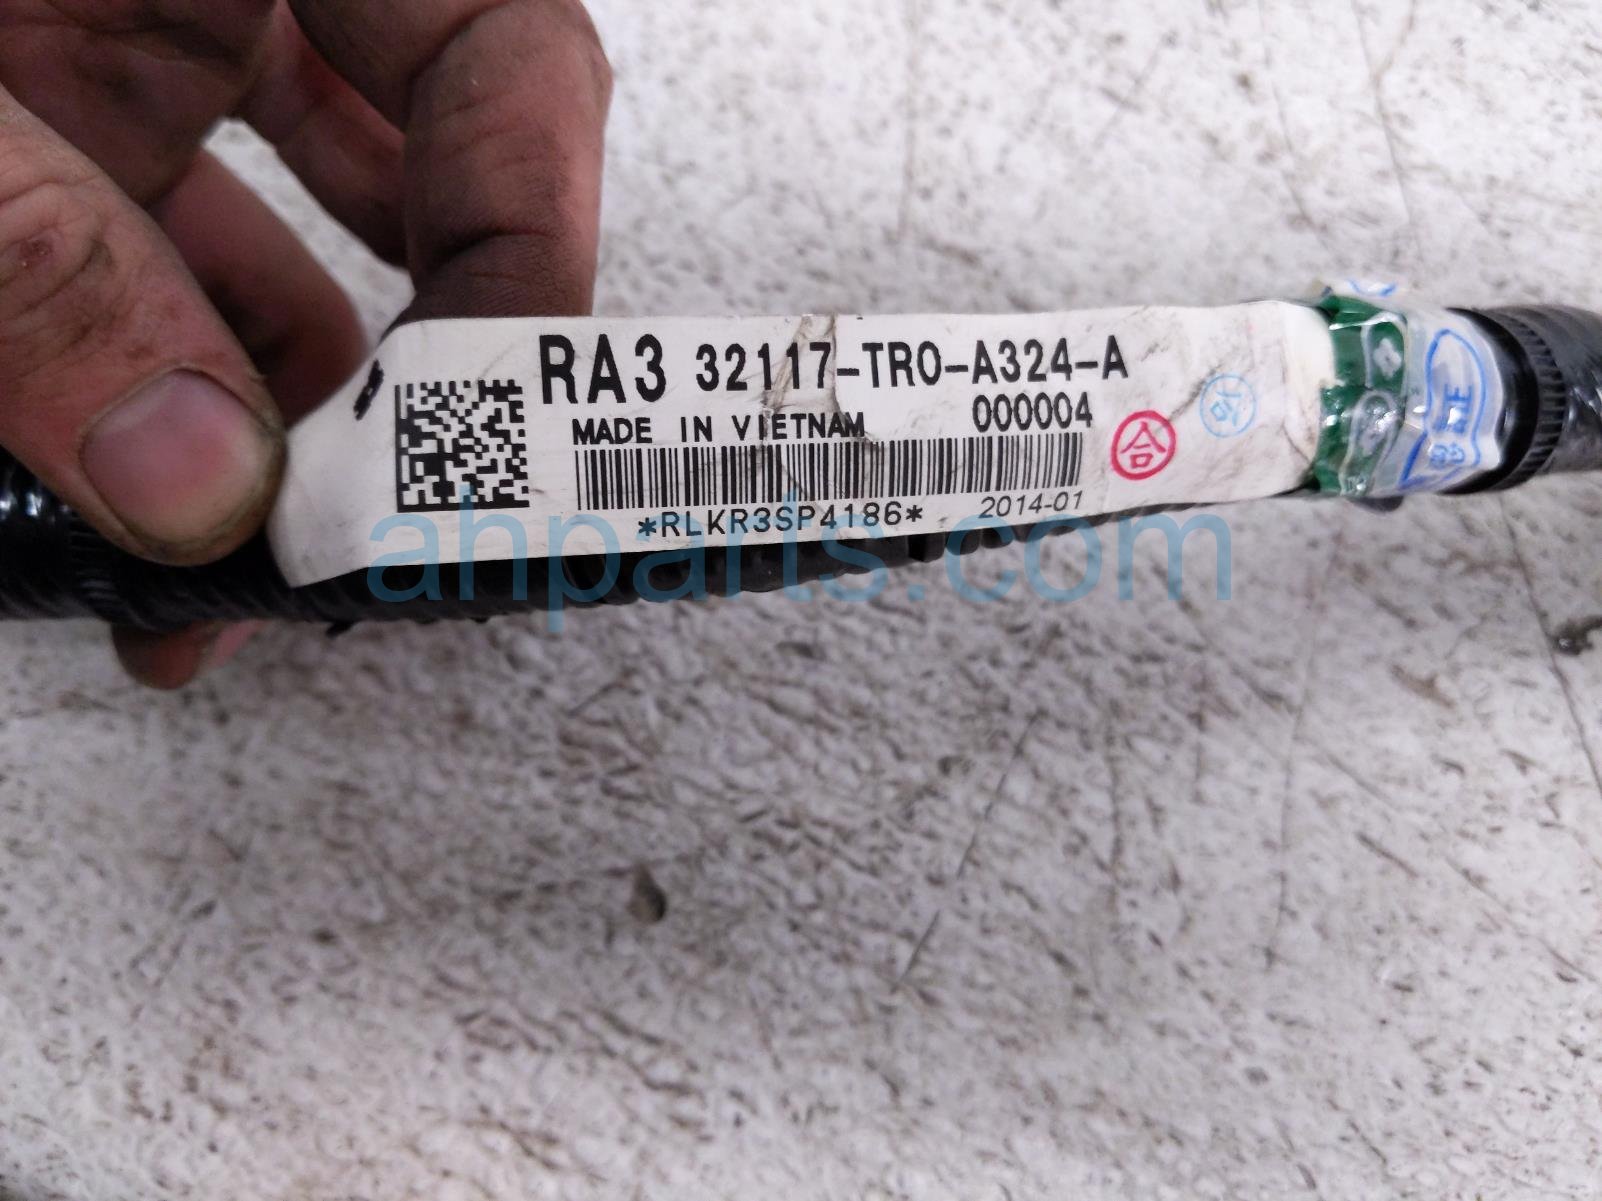 RA3 32117-TR0-A324-A
MADE IN VIETNAM 000004
*RLKR3SP4186* 2014-01
合
ahparts.com